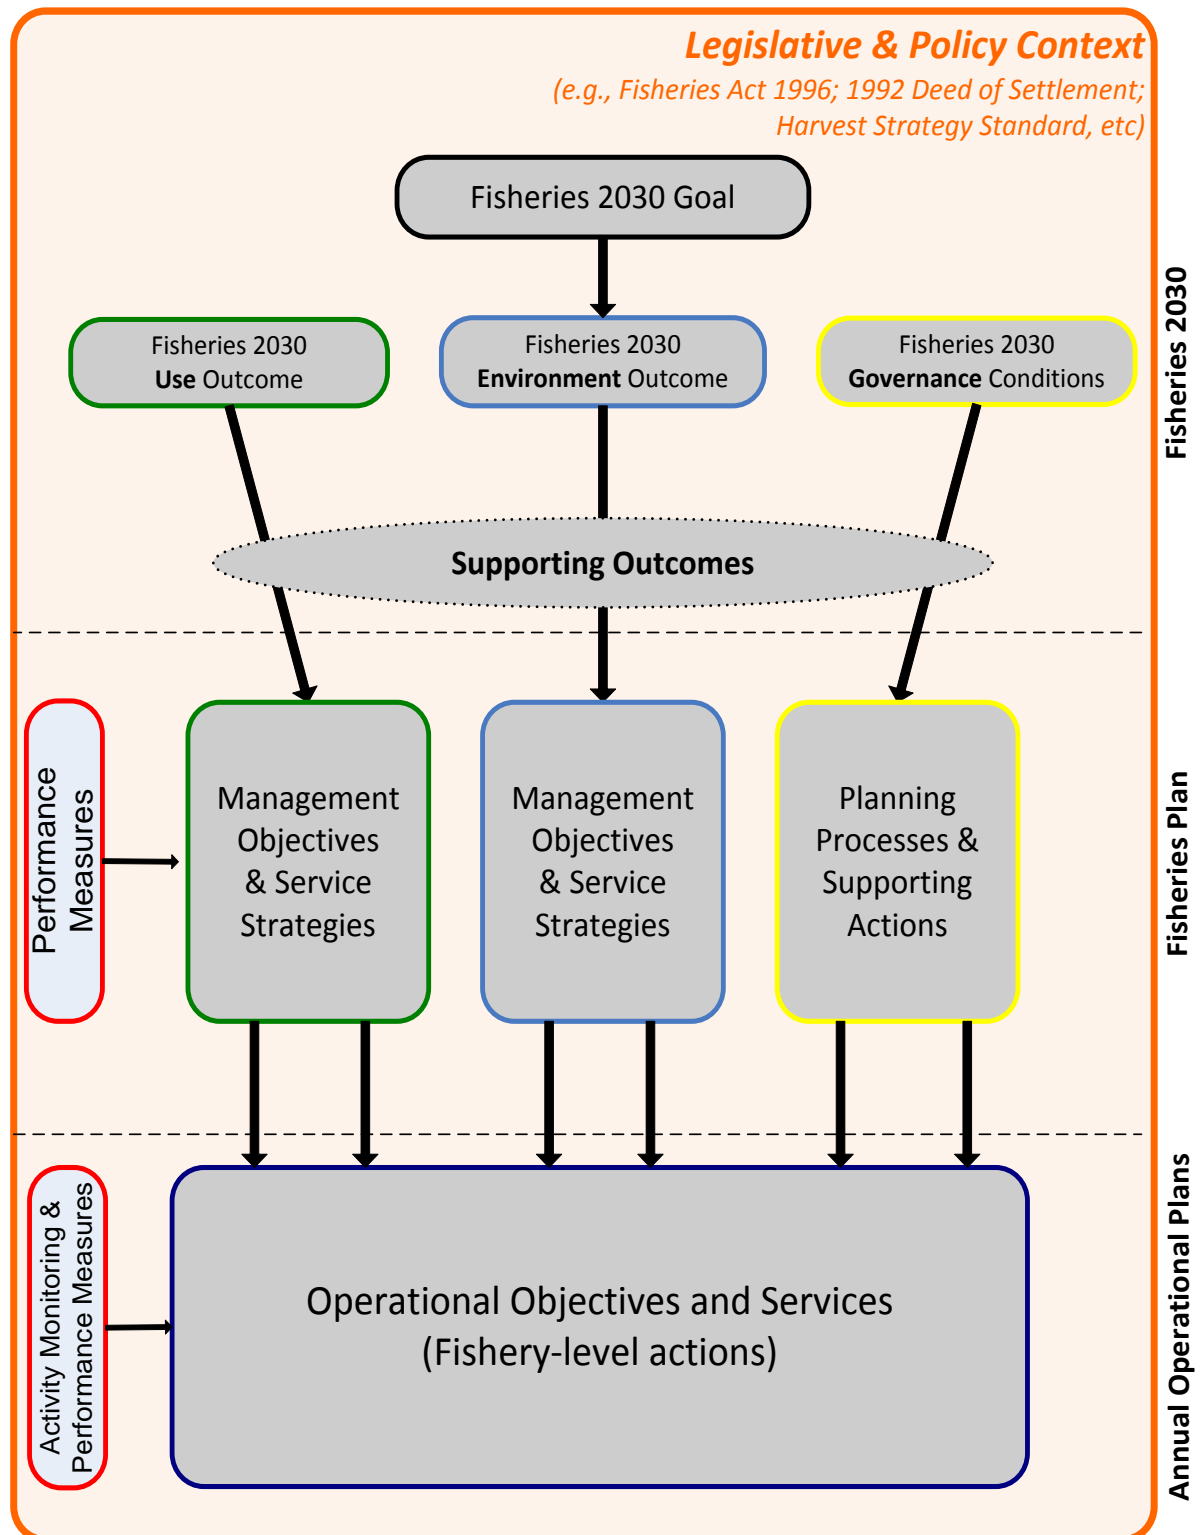 Legislative & Policy Context
(e.g., Fisheries Act 1996; 1992 Deed of Settlement;
Harvest Strategy Standard, etc)
Fisheries 2030 Goal
Fisheries 2030
Use Outcome
Fisheries 2030
Environment Outcome
Fisheries 2030
Governance Conditions
Fisheries 2030
Supporting Outcomes
Performance
Measures
Management
Objectives
& Service
Strategies
Management
Objectives
& Service
Strategies
Planning
Processes &
Supporting
Actions
Fisheries Plan
Activity Monitoring &
Performance Measures
Operational Objectives and Services
(Fishery-level actions)
Annual Operational Plans